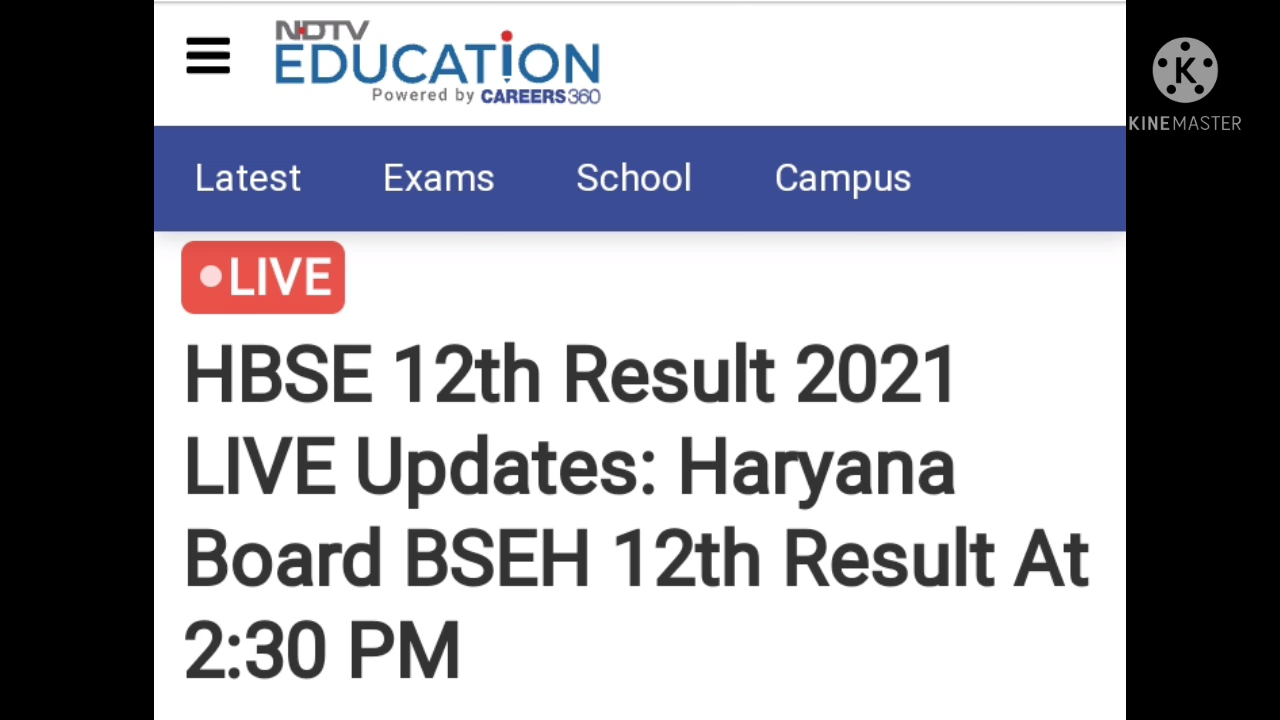 NDTV
EDUCATION
Powered by CAREERS360
K
KINEMASTER
Latest Exams School Campus
LIVE
HBSE 12th Result 2021
LIVE Updates: Haryana
Board BSEH 12th Result At
2:30 PM